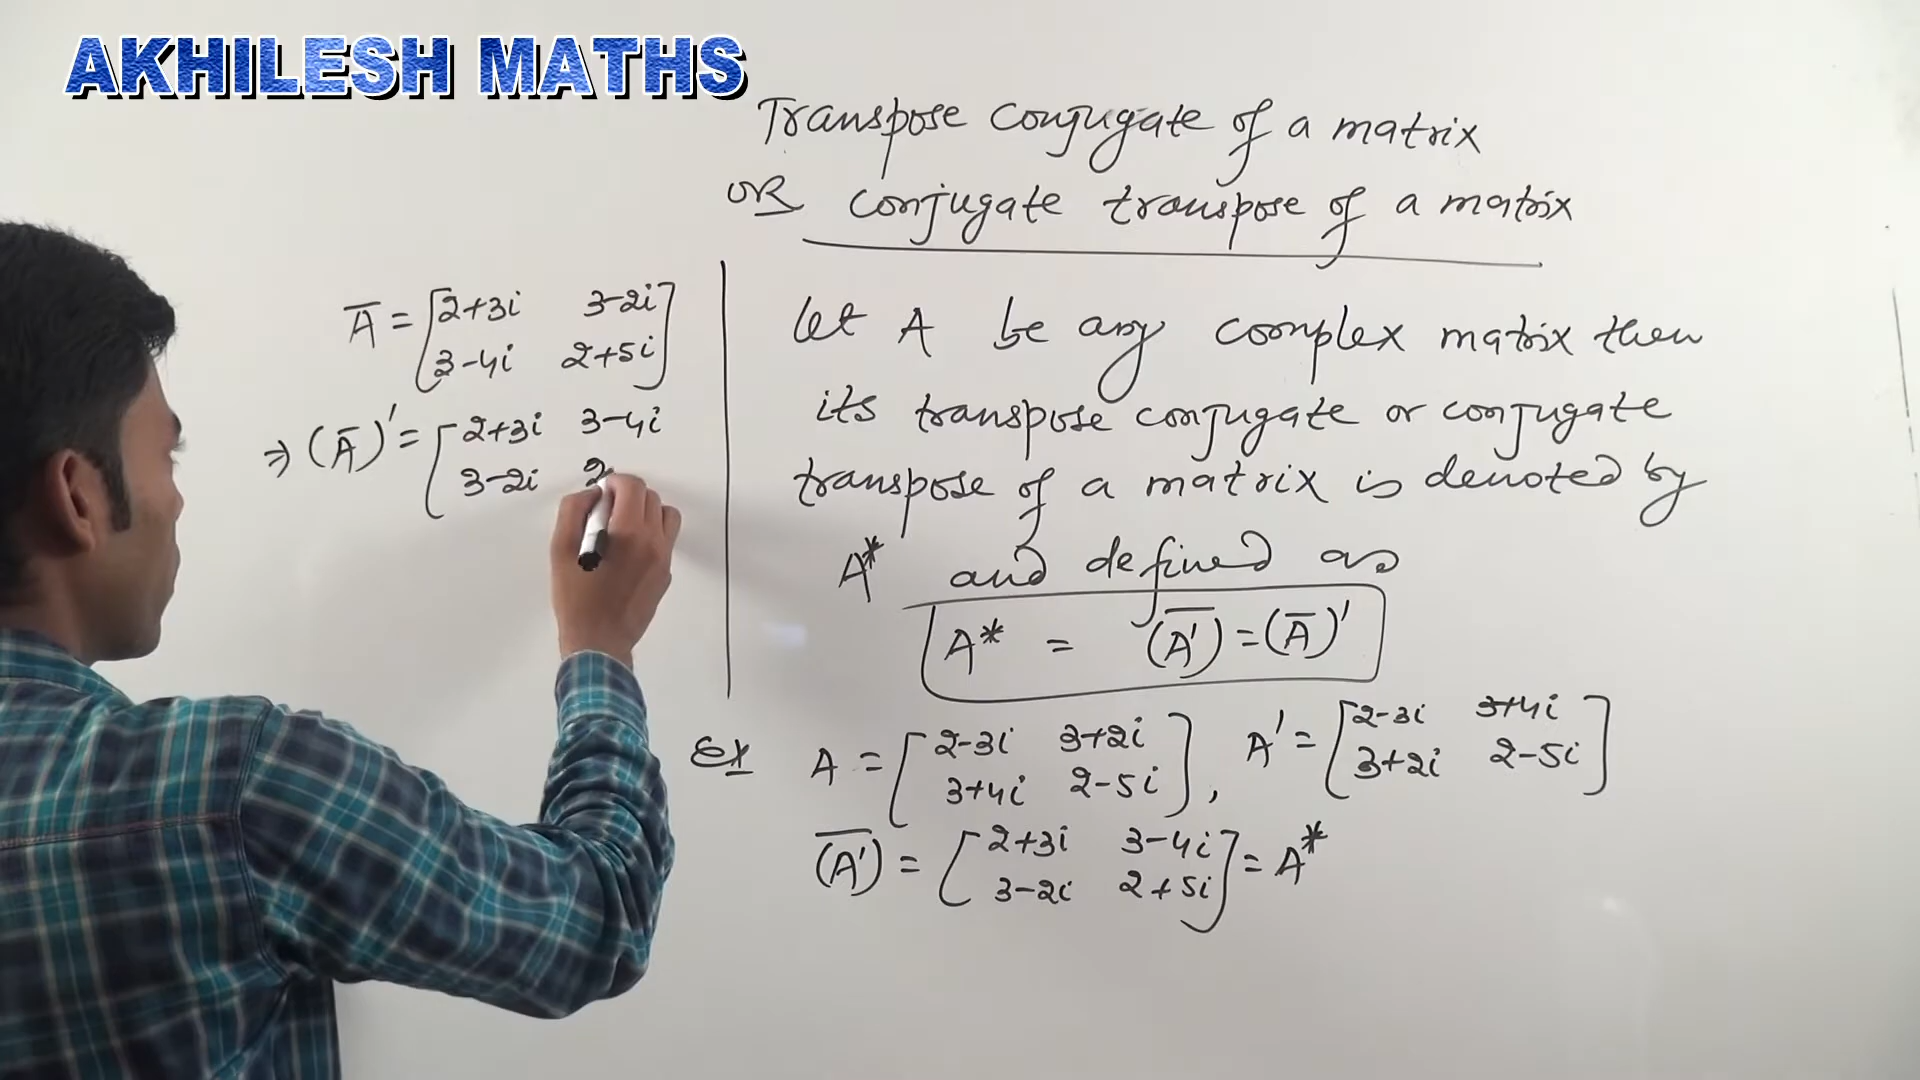 AKHILESH MATHS
Transpose conjugate of a matrix
OR conjugate transpose of a matrix
A̅ = [2+3i 3-2i
3-4i 2+5i]
⇒ (A̅)' = [2+3i 3-4i
3-2i 2
let A be any complex matrix then
its transpose conjugate or conjugate
transpose of a matrix is denoted by
A* and defined as
A* = \overline{(A')} = (A̅)'
Ex A = [2-3i 3+2i
3+4i 2-5i], A' = [2-3i 3+4i
3+2i 2-5i]
\overline{(A')} = [2+3i 3-4i
3-2i 2+5i] = A*